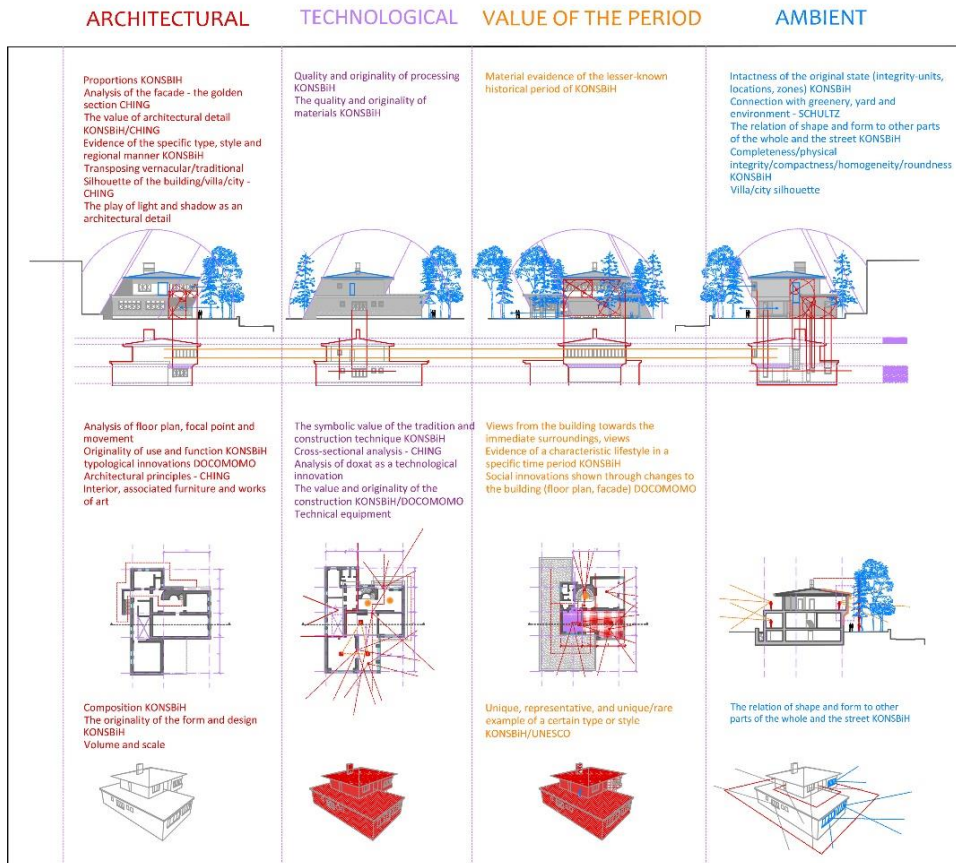 ARCHITECTURAL
TECHNOLOGICAL
VALUE OF THE PERIOD
AMBIENT
Proportions KONSBIH
Analysis of the facade - the golden
section CHING
The value of architectural detail
KONSBiH/CHING
Evidence of the specific type, style and
regional manner KONSBiH
Transposing vernacular/traditional
Silhouette of the building/villa/city -
CHING
The play of light and shadow as an
architectural detail
Quality and originality of processing
KONSBiH
The quality and originality of
materials KONSBiH
Material evaidence of the lesser-known
historical period of KONSBiH
Intactness of the original state (integrity-units,
locations, zones) KONSBiH
Connection with greenery, yard and
environment - SCHULTZ
The relation of shape and form to other parts
of the whole and the street KONSBiH
Completeness/physical
integrity/compactness/homogeneity/roundness
KONSBiH
Villa/city silhouette
Analysis of floor plan, focal point and
movement
Originality of use and function KONSBiH
typological innovations DOCOMOMO
Architectural principles - CHING
Interior, associated furniture and works
of art
The symbolic value of the tradition and
construction technique KONSBiH
Cross-sectional analysis - CHING
Analysis of doxat as a technological
innovation
The value and originality of the
construction KONSBiH/DOCOMOMO
Technical equipment
Views from the building towards the
immediate surroundings, views
Evidence of a characteristic lifestyle in a
specific time period KONSBiH
Social innovations shown through changes to
the building (floor plan, facade) DOCOMOMO
Composition KONSBiH
The originality of the form and design
KONSBiH
Volume and scale
Unique, representative, and unique/rare
example of a certain type or style
KONSBiH/UNESCO
The relation of shape and form to other
parts of the whole and the street KONSBiH